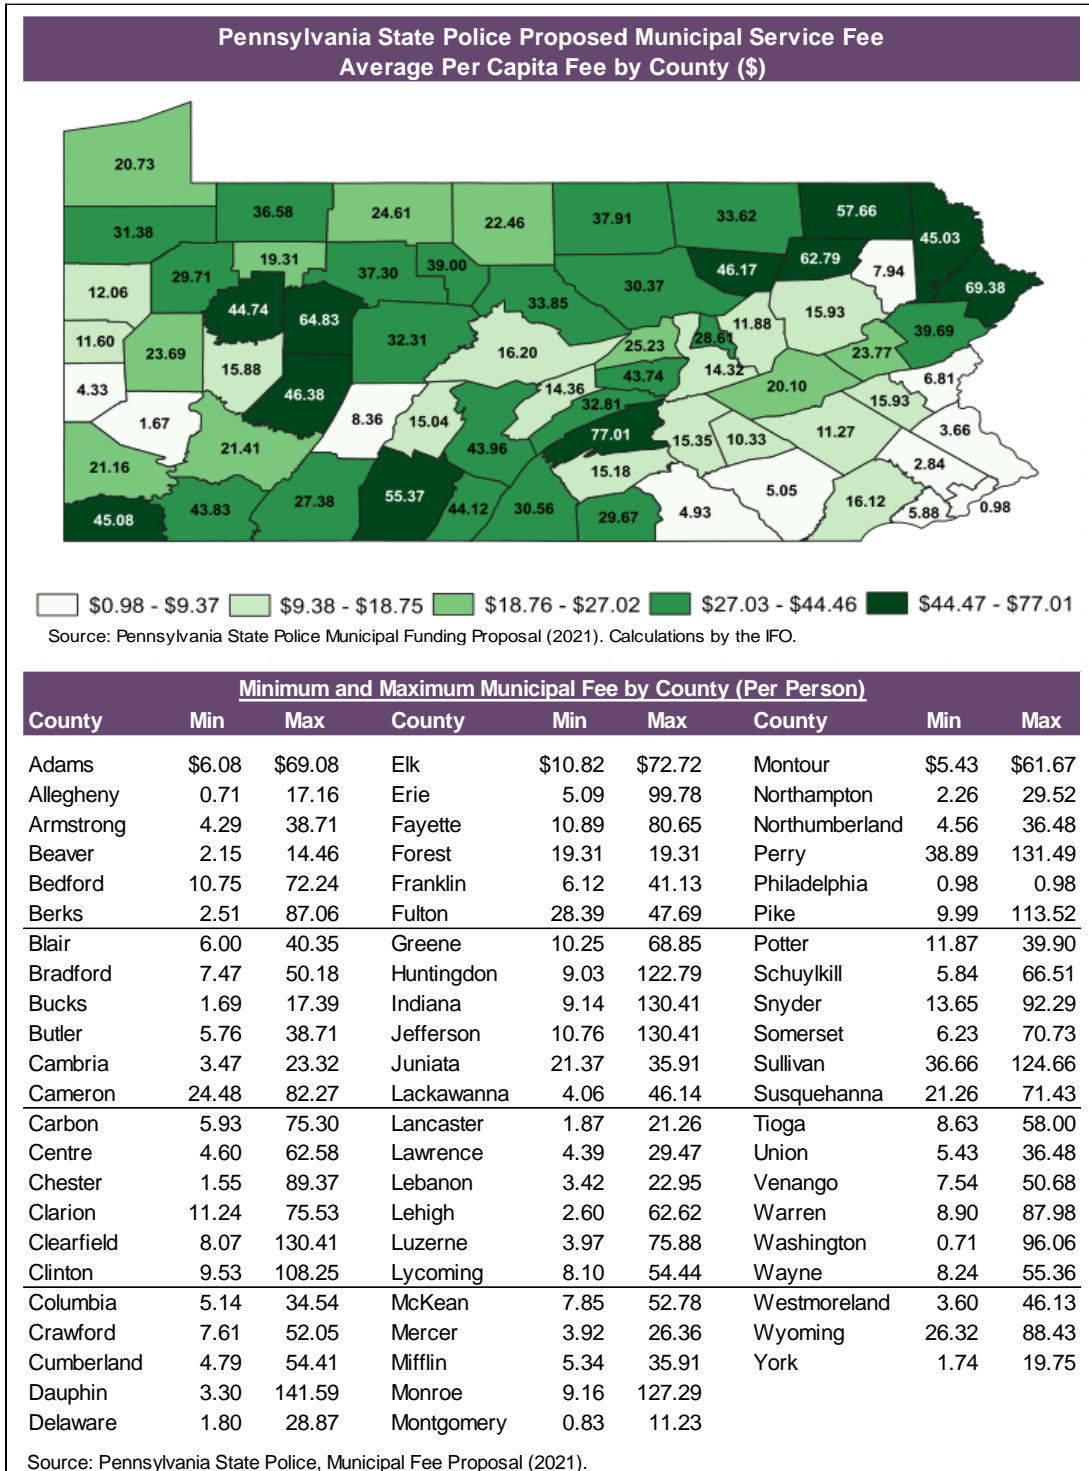 Pennsylvania State Police Proposed Municipal Service Fee
Average Per Capita Fee by County ($)
20.73
36.58
24.61
22.46
37.91
33.62
57.66
45.03
31.38
29.71
19.31
37.30
39.00
46.17
62.79
7.94
69.38
12.06
44.74
64.83
33.85
30.37
15.93
39.69
11.60
23.69
15.88
32.31
16.20
25.23
28.61
11.88
23.77
4.33
46.38
14.36
43.74
14.32
20.10
6.81
1.67
8.36
15.04
32.81
15.93
21.16
21.41
43.96
77.01
15.35
10.33
11.27
3.66
45.08
43.83
27.38
55.37
44.12
30.56
15.18
29.67
4.93
5.05
16.12
2.84
5.88
0.98
$0.98 - $9.37 $9.38 - $18.75 $18.76 - $27.02 $27.03 - $44.46 $44.47 - $77.01
Source: Pennsylvania State Police Municipal Funding Proposal (2021). Calculations by the IFO.
Minimum and Maximum Municipal Fee by County (Per Person)
County Min Max County Min Max County Min Max
Adams $6.08 $69.08 Elk $10.82 $72.72 Montour $5.43 $61.67
Allegheny 0.71 17.16 Erie 5.09 99.78 Northampton 2.26 29.52
Armstrong 4.29 38.71 Fayette 10.89 80.65 Northumberland 4.56 36.48
Beaver 2.15 14.46 Forest 19.31 19.31 Perry 38.89 131.49
Bedford 10.75 72.24 Franklin 6.12 41.13 Philadelphia 0.98 0.98
Berks 2.51 87.06 Fulton 28.39 47.69 Pike 9.99 113.52
Blair 6.00 40.35 Greene 10.25 68.85 Potter 11.87 39.90
Bradford 7.47 50.18 Huntingdon 9.03 122.79 Schuylkill 5.84 66.51
Bucks 1.69 17.39 Indiana 9.14 130.41 Snyder 13.65 92.29
Butler 5.76 38.71 Jefferson 10.76 130.41 Somerset 6.23 70.73
Cambria 3.47 23.32 Juniata 21.37 35.91 Sullivan 36.66 124.66
Cameron 24.48 82.27 Lackawanna 4.06 46.14 Susquehanna 21.26 71.43
Carbon 5.93 75.30 Lancaster 1.87 21.26 Tioga 8.63 58.00
Centre 4.60 62.58 Lawrence 4.39 29.47 Union 5.43 36.48
Chester 1.55 89.37 Lebanon 3.42 22.95 Venango 7.54 50.68
Clarion 11.24 75.53 Lehigh 2.60 62.62 Warren 8.90 87.98
Clearfield 8.07 130.41 Luzerne 3.97 75.88 Washington 0.71 96.06
Clinton 9.53 108.25 Lycoming 8.10 54.44 Wayne 8.24 55.36
Columbia 5.14 34.54 McKean 7.85 52.78 Westmoreland 3.60 46.13
Crawford 7.61 52.05 Mercer 3.92 26.36 Wyoming 26.32 88.43
Cumberland 4.79 54.41 Mifflin 5.34 35.91 York 1.74 19.75
Dauphin 3.30 141.59 Monroe 9.16 127.29
Delaware 1.80 28.87 Montgomery 0.83 11.23
Source: Pennsylvania State Police, Municipal Fee Proposal (2021).